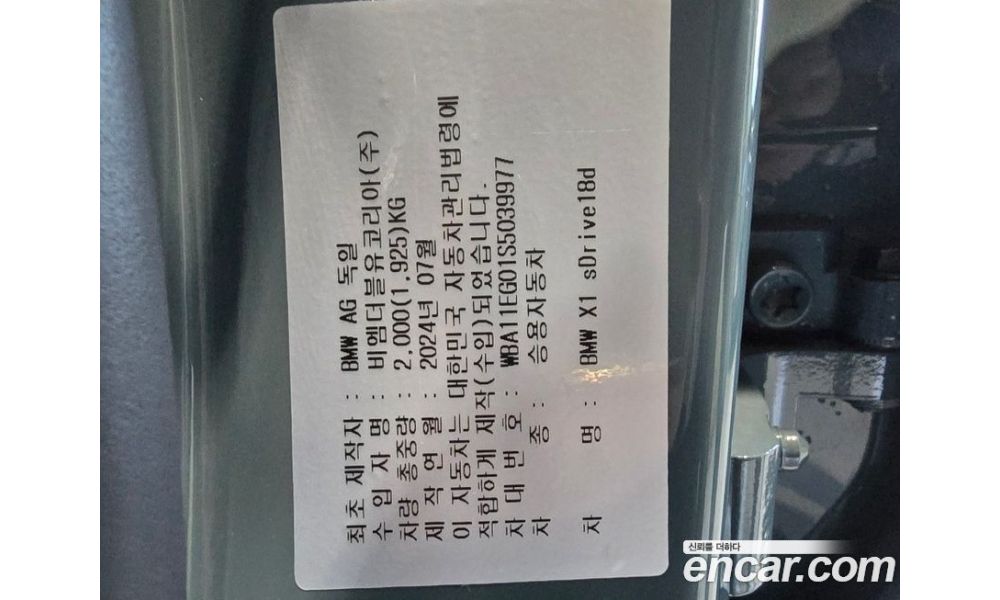 최초 제작자 : BMW AG 독일
수 입 자 명 : 비엠더블유코리아(주)
차량 총중량 : 2,000(1,925)KG
제 작 연 월 : 2024년 07월
이 자동차는 대한민국 자동차관리법령에
적합하게 제작(수입)되었습니다.
차 대 번 호 : WBA11EG01S5039977
차 종 : 승용자동차
차 명 : BMW X1 sDrive18d
신뢰를 더하다
encar.com